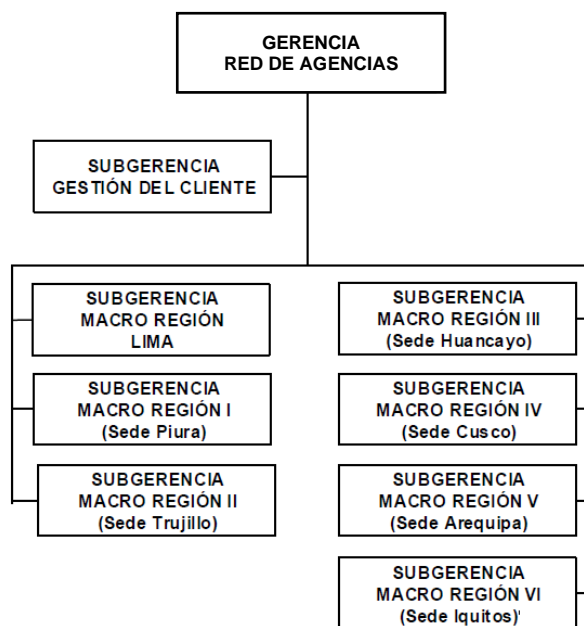 GERENCIA
RED DE AGENCIAS
SUBGERENCIA
GESTIÓN DEL CLIENTE
SUBGERENCIA
MACRO REGIÓN
LIMA
SUBGERENCIA
MACRO REGIÓN I
(Sede Piura)
SUBGERENCIA
MACRO REGIÓN II
(Sede Trujillo)
SUBGERENCIA
MACRO REGIÓN III
(Sede Huancayo)
SUBGERENCIA
MACRO REGIÓN IV
(Sede Cusco)
SUBGERENCIA
MACRO REGIÓN V
(Sede Arequipa)
SUBGERENCIA
MACRO REGIÓN VI
(Sede Iquitos)'